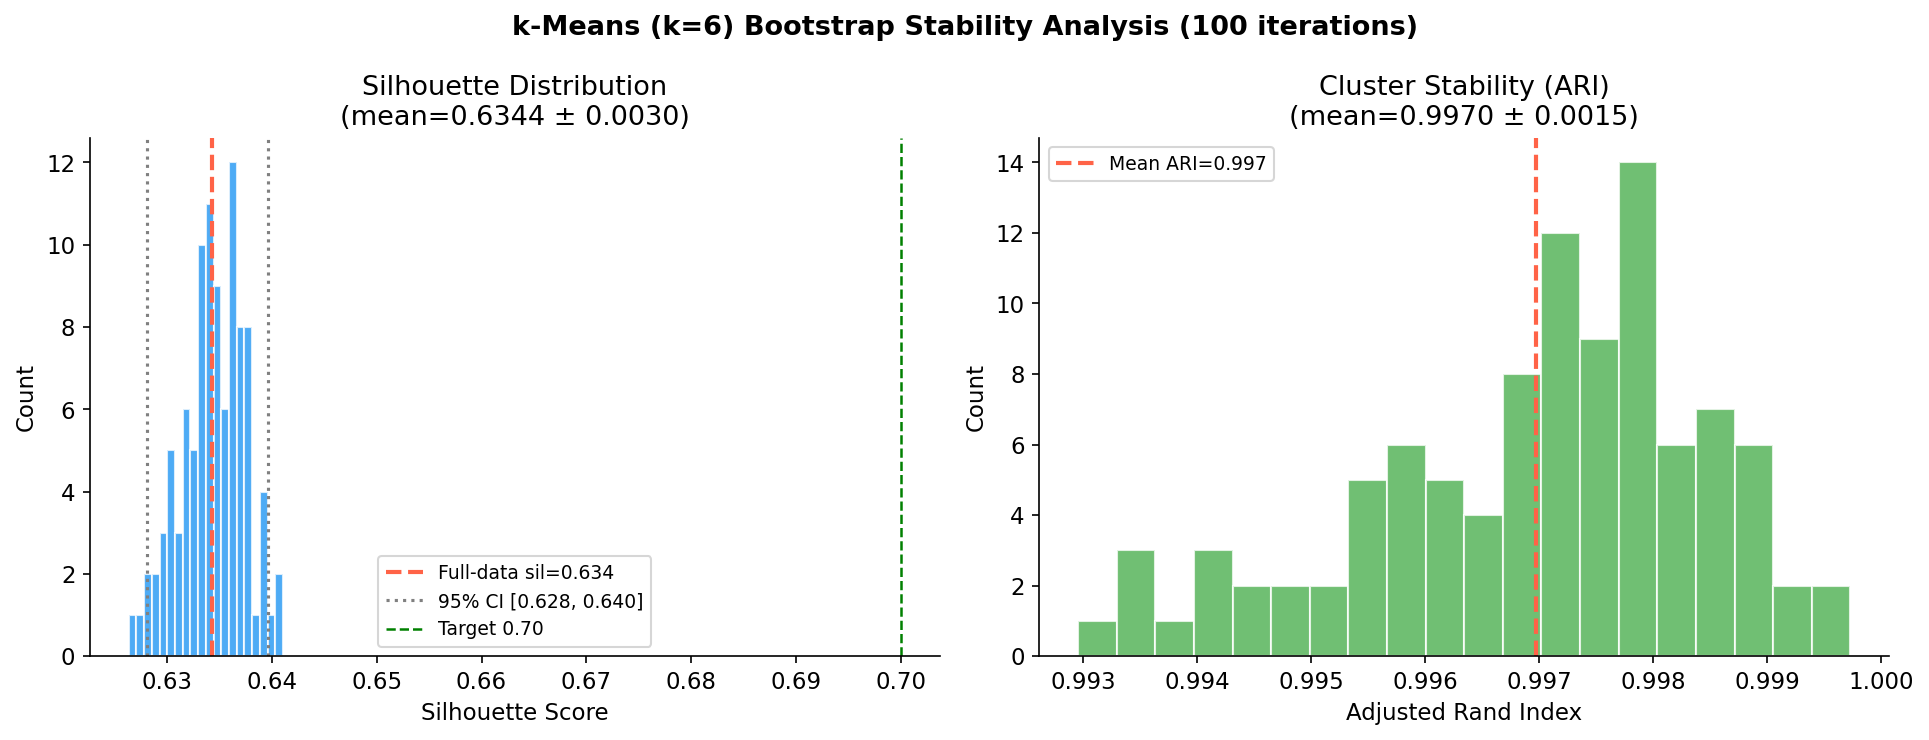 k-Means (k=6) Bootstrap Stability Analysis (100 iterations)
Silhouette Distribution
(mean=0.6344 ± 0.0030)
Count
12
10
8
6
4
2
0
Full-data sil=0.634
95% CI [0.628, 0.640]
Target 0.70
0.63 0.64 0.65 0.66 0.67 0.68 0.69 0.70
Silhouette Score
Cluster Stability (ARI)
(mean=0.9970 ± 0.0015)
Mean ARI=0.997
Count
14
12
10
8
6
4
2
0
0.993 0.994 0.995 0.996 0.997 0.998 0.999 1.000
Adjusted Rand Index